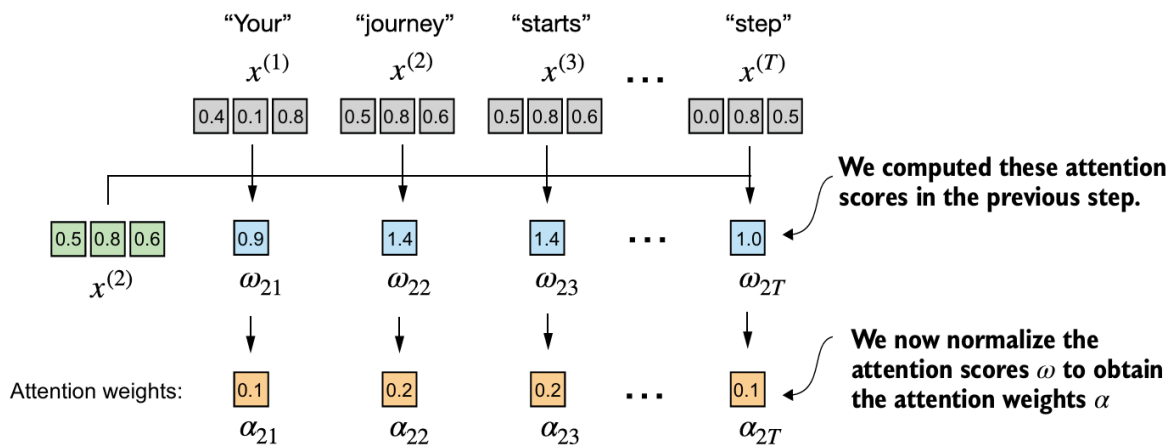 “Your” “journey” “starts” “step”
x(1) x(2) x(3) ... x(T)
0.4 0.1 0.8 0.5 0.8 0.6 0.5 0.8 0.6 0.0 0.8 0.5
We computed these attention
scores in the previous step.
0.5 0.8 0.6 0.9 1.4 1.4 ... 1.0
x(2) ω21 ω22 ω23 ω2T
We now normalize the
attention scores ω to obtain
the attention weights α
Attention weights: 0.1 0.2 0.2 ... 0.1
α21 α22 α23 α2T